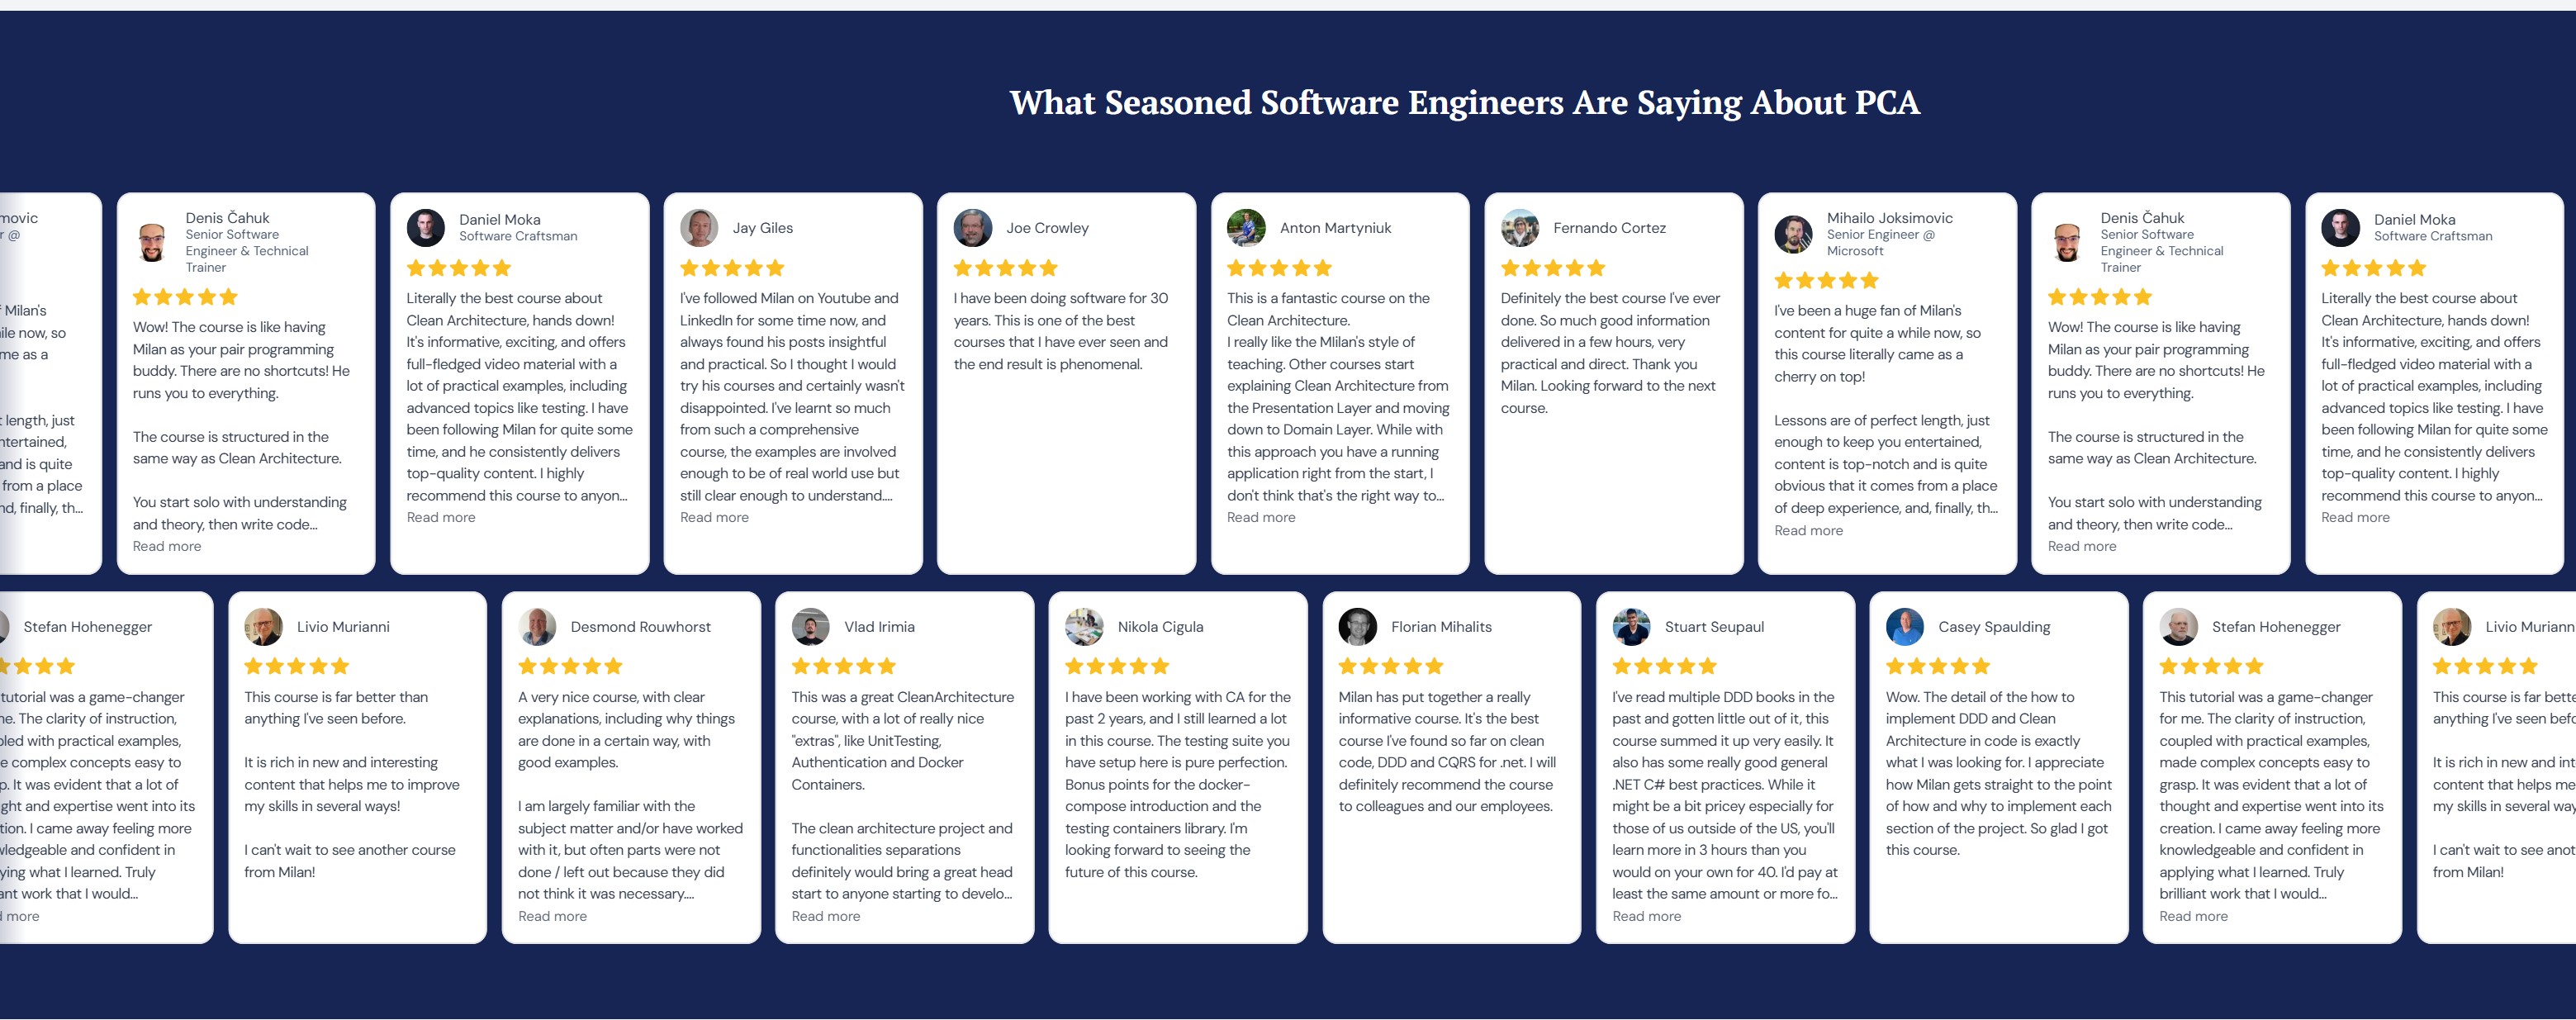 What Seasoned Software Engineers Are Saying About PCA
movic
r @
f Milan's
ile now, so
me as a
t length, just
ntertained,
and is quite
from a place
nd, finally, th...
Denis Čahuk
Senior Software
Engineer & Technical
Trainer
Wow! The course is like having
Milan as your pair programming
buddy. There are no shortcuts! He
runs you to everything.
The course is structured in the
same way as Clean Architecture.
You start solo with understanding
and theory, then write code...
Read more
Daniel Moka
Software Craftsman
Literally the best course about
Clean Architecture, hands down!
It's informative, exciting, and offers
full-fledged video material with a
lot of practical examples, including
advanced topics like testing. I have
been following Milan for quite some
time, and he consistently delivers
top-quality content. I highly
recommend this course to anyon...
Read more
Jay Giles
I've followed Milan on Youtube and
LinkedIn for some time now, and
always found his posts insightful
and practical. So I thought I would
try his courses and certainly wasn't
disappointed. I've learnt so much
from such a comprehensive
course, the examples are involved
enough to be of real world use but
still clear enough to understand....
Read more
Joe Crowley
I have been doing software for 30
years. This is one of the best
courses that I have ever seen and
the end result is phenomenal.
Anton Martyniuk
This is a fantastic course on the
Clean Architecture.
I really like the MIilan's style of
teaching. Other courses start
explaining Clean Architecture from
the Presentation Layer and moving
down to Domain Layer. While with
this approach you have a running
application right from the start, I
don't think that's the right way to...
Read more
Fernando Cortez
Definitely the best course I've ever
done. So much good information
delivered in a few hours, very
practical and direct. Thank you
Milan. Looking forward to the next
course.
Mihailo Joksimovic
Senior Engineer @
Microsoft
I've been a huge fan of Milan's
content for quite a while now, so
this course literally came as a
cherry on top!
Lessons are of perfect length, just
enough to keep you entertained,
content is top-notch and is quite
obvious that it comes from a place
of deep experience, and, finally, th...
Read more
Denis Čahuk
Senior Software
Engineer & Technical
Trainer
Wow! The course is like having
Milan as your pair programming
buddy. There are no shortcuts! He
runs you to everything.
The course is structured in the
same way as Clean Architecture.
You start solo with understanding
and theory, then write code...
Read more
Daniel Moka
Software Craftsman
Literally the best course about
Clean Architecture, hands down!
It's informative, exciting, and offers
full-fledged video material with a
lot of practical examples, including
advanced topics like testing. I have
been following Milan for quite some
time, and he consistently delivers
top-quality content. I highly
recommend this course to anyon...
Read more
Stefan Hohenegger
tutorial was a game-changer
ne. The clarity of instruction,
pled with practical examples,
e complex concepts easy to
p. It was evident that a lot of
ght and expertise went into its
tion. I came away feeling more
wledgeable and confident in
ying what I learned. Truly
ant work that I would...
d more
Livio Murianni
This course is far better than
anything I've seen before.
It is rich in new and interesting
content that helps me to improve
my skills in several ways!
I can't wait to see another course
from Milan!
Desmond Rouwhorst
A very nice course, with clear
explanations, including why things
are done in a certain way, with
good examples.
I am largely familiar with the
subject matter and/or have worked
with it, but often parts were not
done / left out because they did
not think it was necessary....
Read more
Vlad Irimia
This was a great CleanArchitecture
course, with a lot of really nice
"extras", like UnitTesting,
Authentication and Docker
Containers.
The clean architecture project and
functionalities separations
definitely would bring a great head
start to anyone starting to develo...
Read more
Nikola Cigula
I have been working with CA for the
past 2 years, and I still learned a lot
in this course. The testing suite you
have setup here is pure perfection.
Bonus points for the docker-
compose introduction and the
testing containers library. I'm
looking forward to seeing the
future of this course.
Florian Mihalits
Milan has put together a really
informative course. It's the best
course I've found so far on clean
code, DDD and CQRS for .net. I will
definitely recommend the course
to colleagues and our employees.
Stuart Seupaul
I've read multiple DDD books in the
past and gotten little out of it, this
course summed it up very easily. It
also has some really good general
.NET C# best practices. While it
might be a bit pricey especially for
those of us outside of the US, you'll
learn more in 3 hours than you
would on your own for 40. I'd pay at
least the same amount or more fo...
Read more
Casey Spaulding
Wow. The detail of the how to
implement DDD and Clean
Architecture in code is exactly
what I was looking for. I appreciate
how Milan gets straight to the point
of how and why to implement each
section of the project. So glad I got
this course.
Stefan Hohenegger
This tutorial was a game-changer
for me. The clarity of instruction,
coupled with practical examples,
made complex concepts easy to
grasp. It was evident that a lot of
thought and expertise went into its
creation. I came away feeling more
knowledgeable and confident in
applying what I learned. Truly
brilliant work that I would...
Read more
Livio Muriann
This course is far bette
anything I've seen befo
It is rich in new and int
content that helps me
my skills in several way
I can't wait to see anot
from Milan!